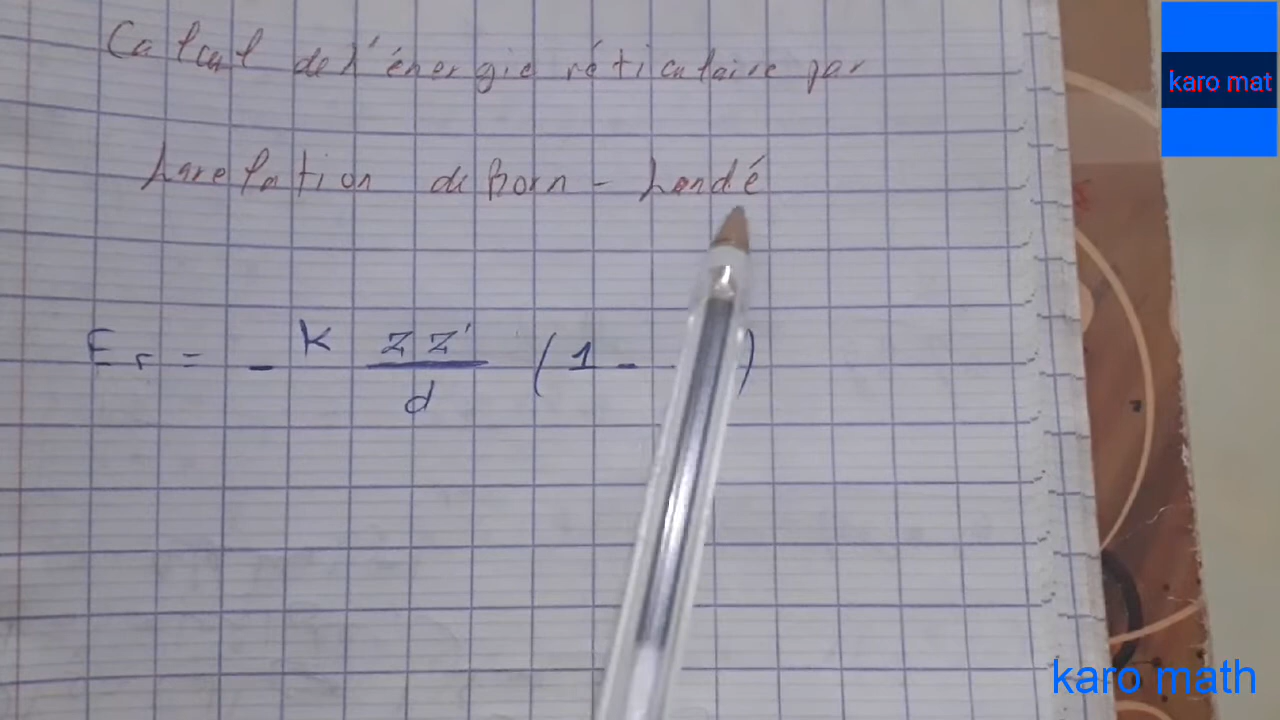 Calcul de l'énergie réticulaire par
karo mat
La relation de Born - Landé
Er = - K ZZ'/d (1 - )
karo math